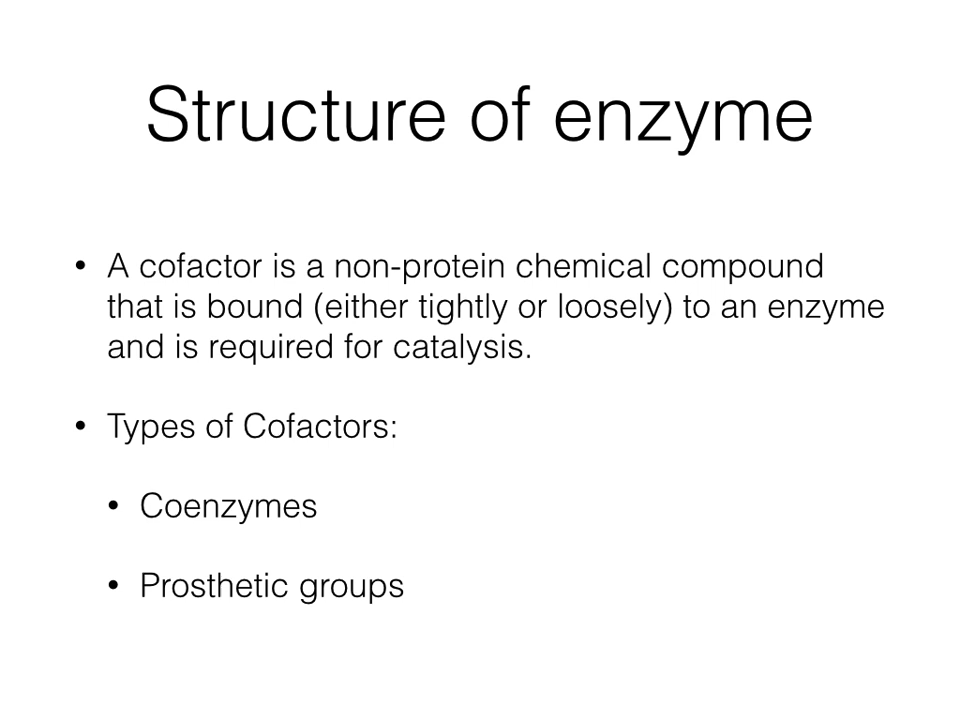 Structure of enzyme
• A cofactor is a non-protein chemical compound
that is bound (either tightly or loosely) to an enzyme
and is required for catalysis.
• Types of Cofactors:
• Coenzymes
• Prosthetic groups